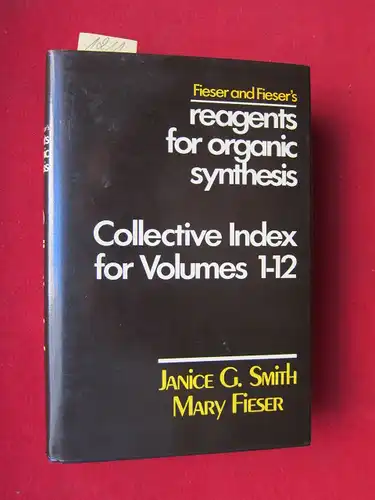 Fieser and Fieser's
reagents
for organic
synthesis
Collective Index
for Volumes 1-12
JANICE G. SMITH
MARY FIESER